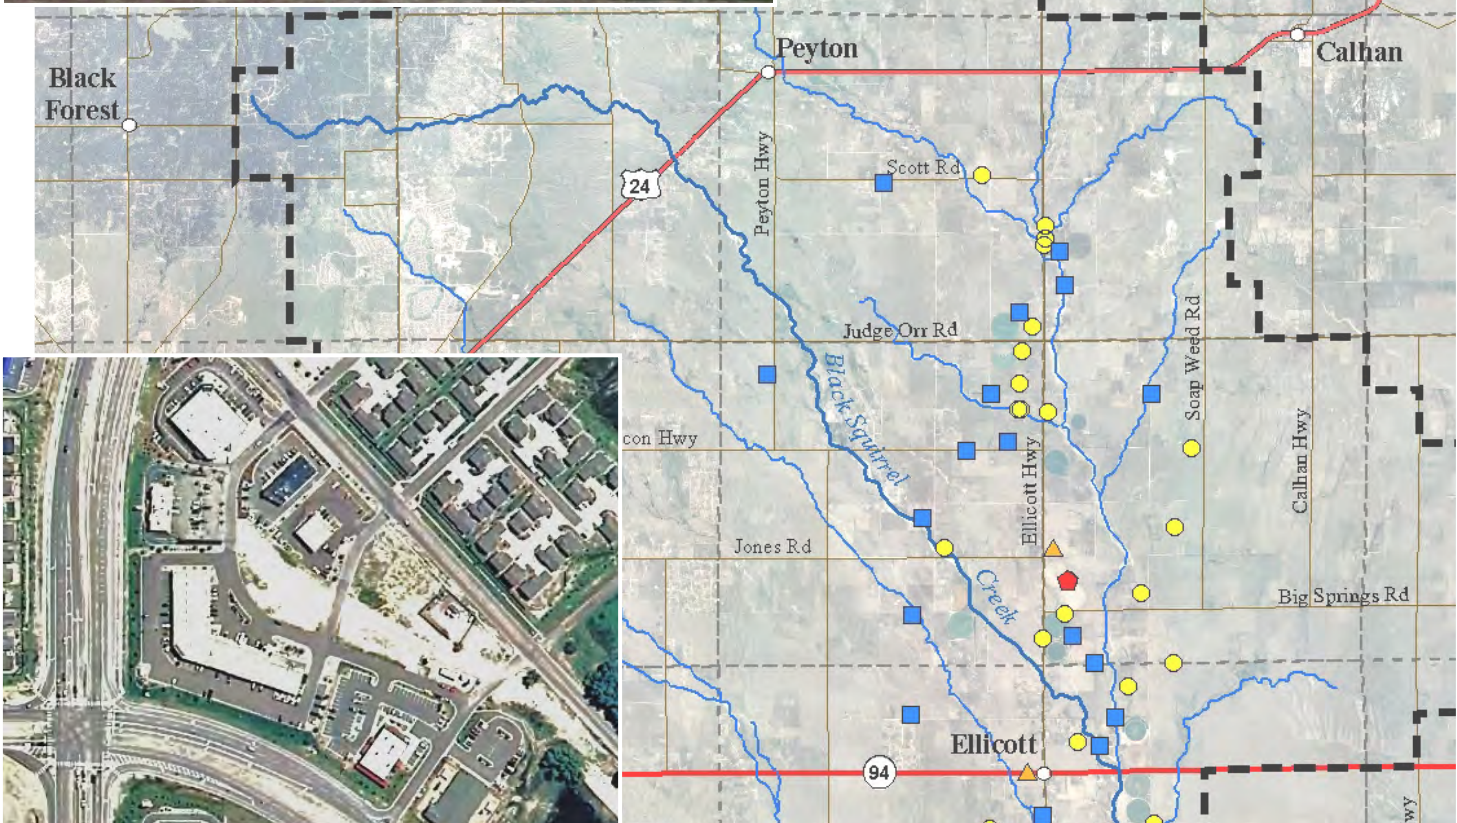 Peyton
Calhan
Black
Forest
Scott Rd
24
Peyton Hwy
Judge Orr Rd
Soap Weed Rd
Black Squirrel
Creek
con Hwy
Ellicott Hwy
Calhan Hwy
Jones Rd
Big Springs Rd
Ellicott
94
wy